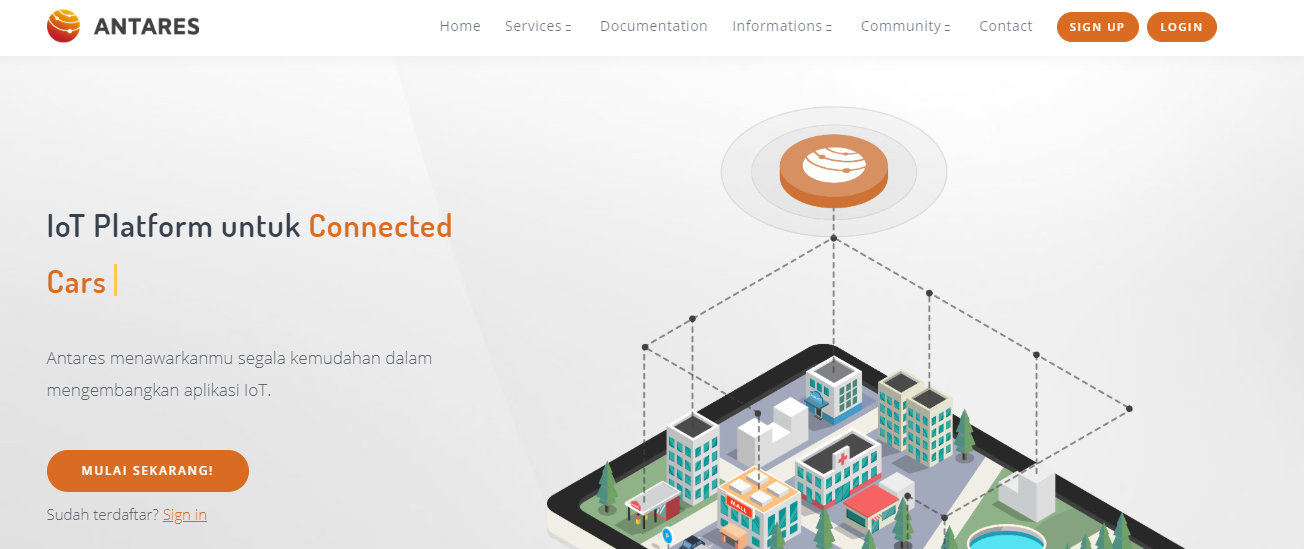 ANTARES
Home Services Documentation Informations Community Contact SIGN UP LOGIN
IoT Platform untuk Connected
Cars
Antares menawarkanmu segala kemudahan dalam
mengembangkan aplikasi IoT.
MULAI SEKARANG!
Sudah terdaftar? Sign in
MALL
P